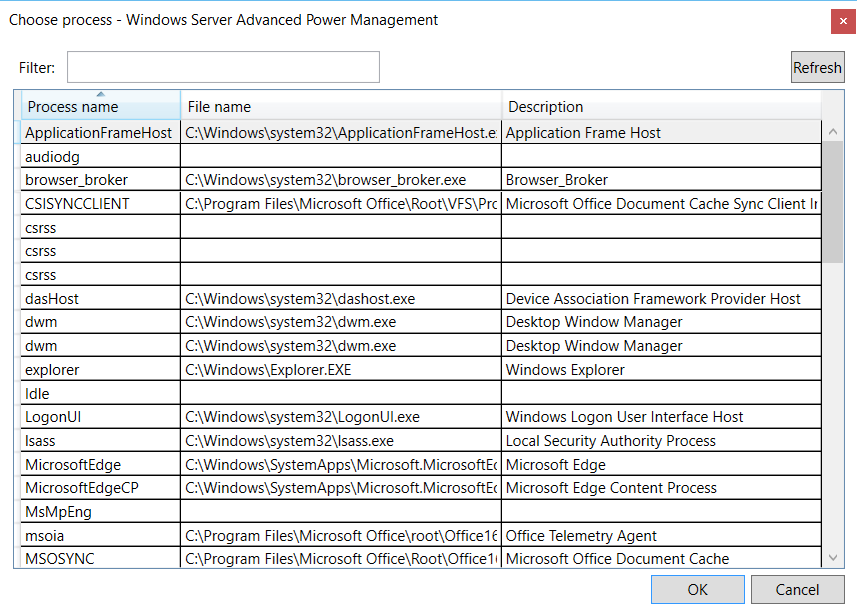 Choose process - Windows Server Advanced Power Management
Filter:
Refresh
Process name File name Description
ApplicationFrameHost C:\Windows\system32\ApplicationFrameHost.e Application Frame Host
audiodg
browser_broker C:\Windows\system32\browser_broker.exe Browser_Broker
CSISYNCCLIENT C:\Program Files\Microsoft Office\Root\VFS\Pro Microsoft Office Document Cache Sync Client I
csrss
csrss
csrss
dasHost C:\Windows\system32\dashost.exe Device Association Framework Provider Host
dwm C:\Windows\system32\dwm.exe Desktop Window Manager
dwm C:\Windows\system32\dwm.exe Desktop Window Manager
explorer C:\Windows\Explorer.EXE Windows Explorer
Idle
LogonUI C:\Windows\system32\LogonUI.exe Windows Logon User Interface Host
lsass C:\Windows\system32\lsass.exe Local Security Authority Process
MicrosoftEdge C:\Windows\SystemApps\Microsoft.MicrosoftEd Microsoft Edge
MicrosoftEdgeCP C:\Windows\SystemApps\Microsoft.MicrosoftEd Microsoft Edge Content Process
MsMpEng
msoia C:\Program Files\Microsoft Office\root\Office16 Office Telemetry Agent
MSOSYNC C:\Program Files\Microsoft Office\Root\Office16 Microsoft Office Document Cache
OK Cancel